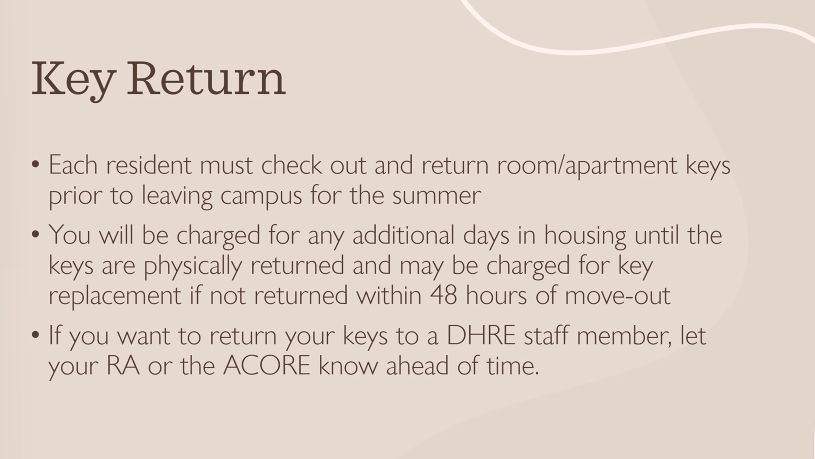 Key Return
• Each resident must check out and return room/apartment keys
prior to leaving campus for the summer
• You will be charged for any additional days in housing until the
keys are physically returned and may be charged for key
replacement if not returned within 48 hours of move-out
• If you want to return your keys to a DHRE staff member, let
your RA or the ACORE know ahead of time.